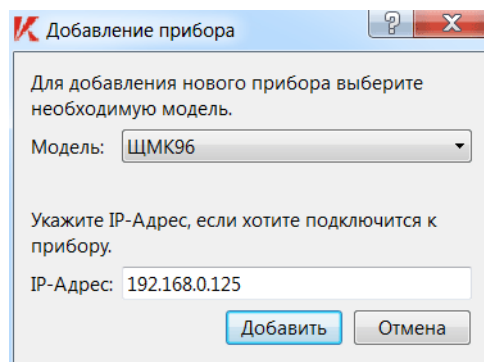 Добавление прибора
Для добавления нового прибора выберите
необходимую модель.
Модель: ЩМК96
Укажите IP-Адрес, если хотите подключится к
прибору.
IP-Адрес: 192.168.0.125
Добавить Отмена